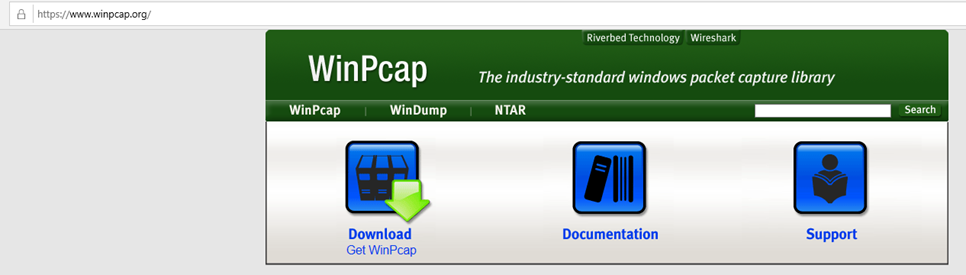 https://www.winpcap.org/
Riverbed Technology Wireshark
WinPcap The industry-standard windows packet capture library
WinPcap | WinDump | NTAR Search
Download Documentation Support
Get WinPcap